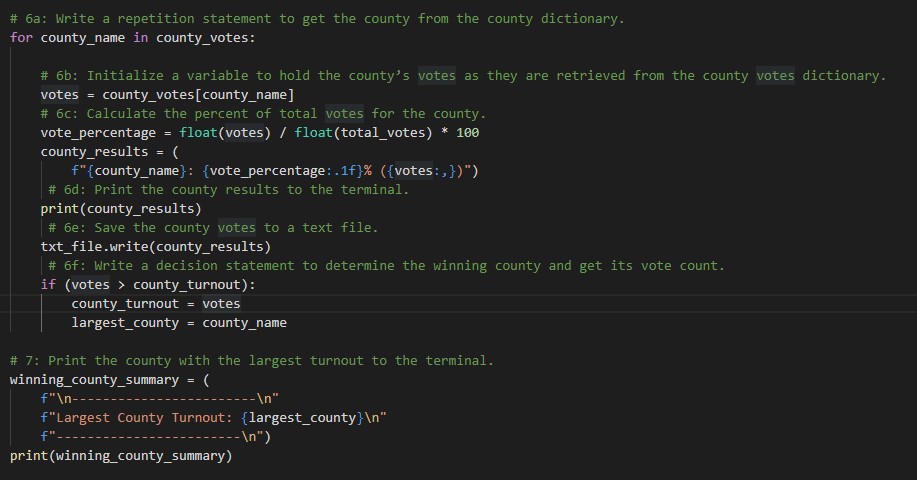 # 6a: Write a repetition statement to get the county from the county dictionary.
for county_name in county_votes:
# 6b: Initialize a variable to hold the county’s votes as they are retrieved from the county votes dictionary.
votes = county_votes[county_name]
# 6c: Calculate the percent of total votes for the county.
vote_percentage = float(votes) / float(total_votes) * 100
county_results = (
f"{county_name}: {vote_percentage:.1f}% ({votes:,})")
# 6d: Print the county results to the terminal.
print(county_results)
# 6e: Save the county votes to a text file.
txt_file.write(county_results)
# 6f: Write a decision statement to determine the winning county and get its vote count.
if (votes > county_turnout):
county_turnout = votes
largest_county = county_name
# 7: Print the county with the largest turnout to the terminal.
winning_county_summary = (
f"\n------------------------\n"
f"Largest County Turnout: {largest_county}\n"
f"------------------------\n")
print(winning_county_summary)